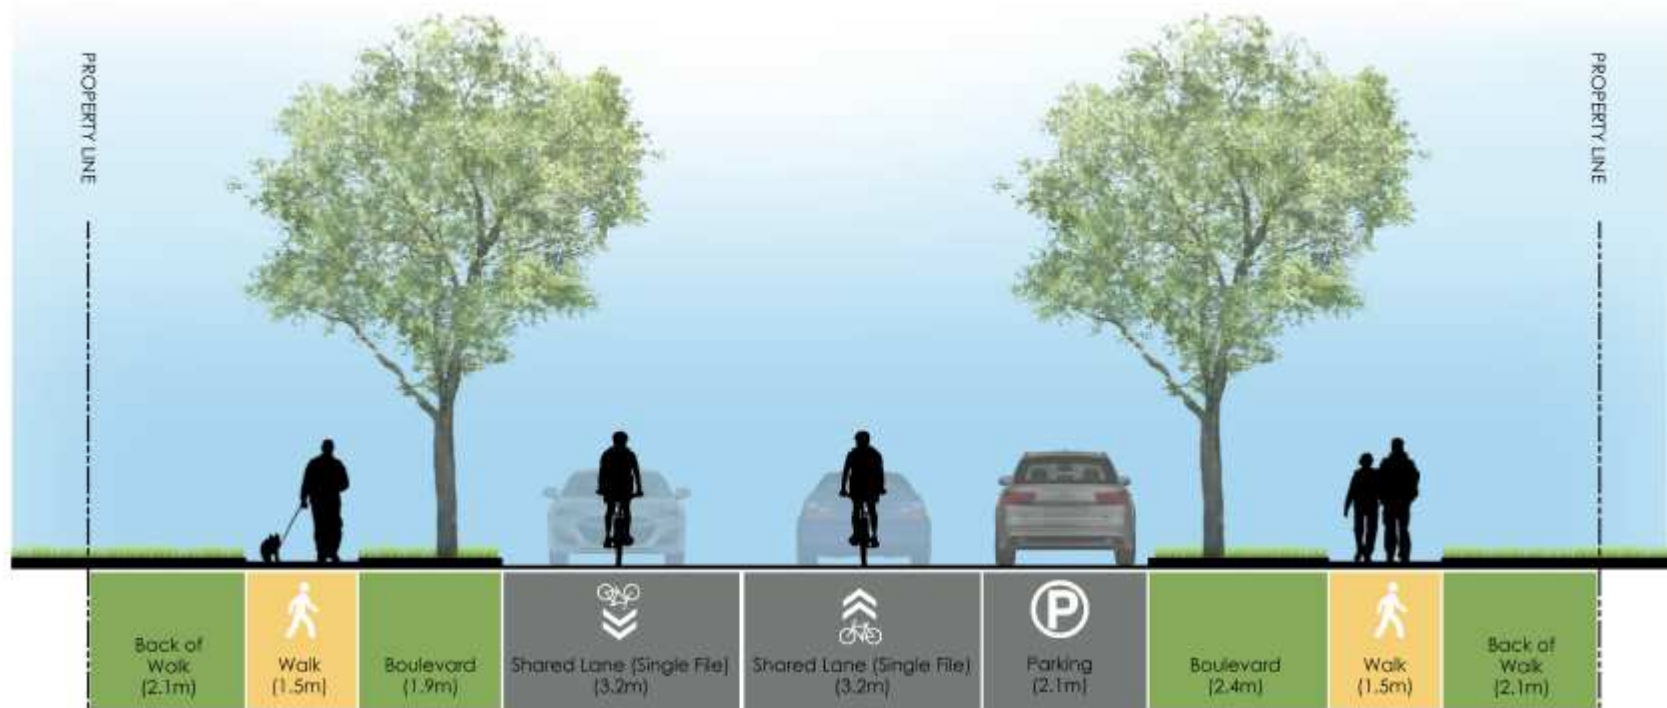 PROPERTY LINE
PROPERTY LINE
Back of
Walk
(2.1m)
Walk
(1.5m)
Boulevard
(1.9m)
Shared Lane (Single File)
(3.2m)
Shared Lane (Single File)
(3.2m)
P
Parking
(2.1m)
Boulevard
(2.4m)
Walk
(1.5m)
Back of
Walk
(2.1m)